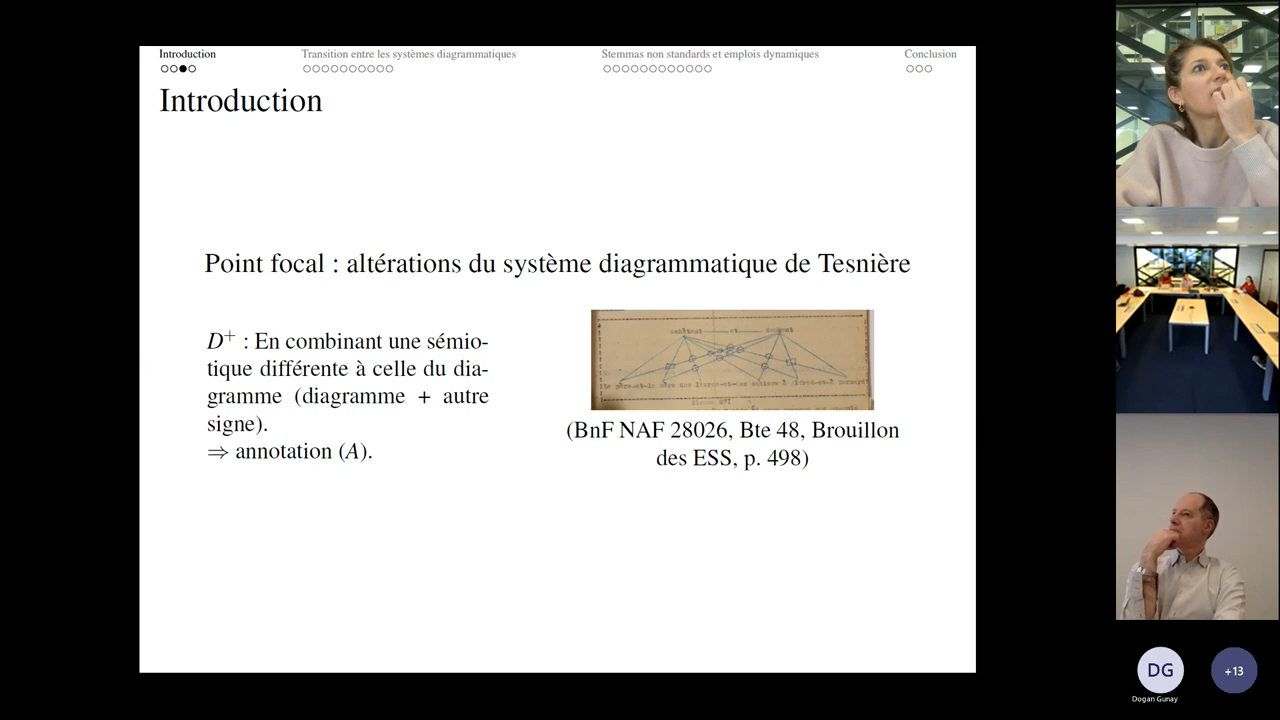 Introduction
Transition entre les systèmes diagrammatiques
Stemmas non standards et emplois dynamiques
Conclusion
Introduction
Point focal : altérations du système diagrammatique de Tesnière
D+ : En combinant une sémio-
tique différente à celle du dia-
gramme (diagramme + autre
signe).
⇒ annotation (A).
et
(BnF NAF 28026, Bte 48, Brouillon
des ESS, p. 498)
DG
+13
Dogan Gunay